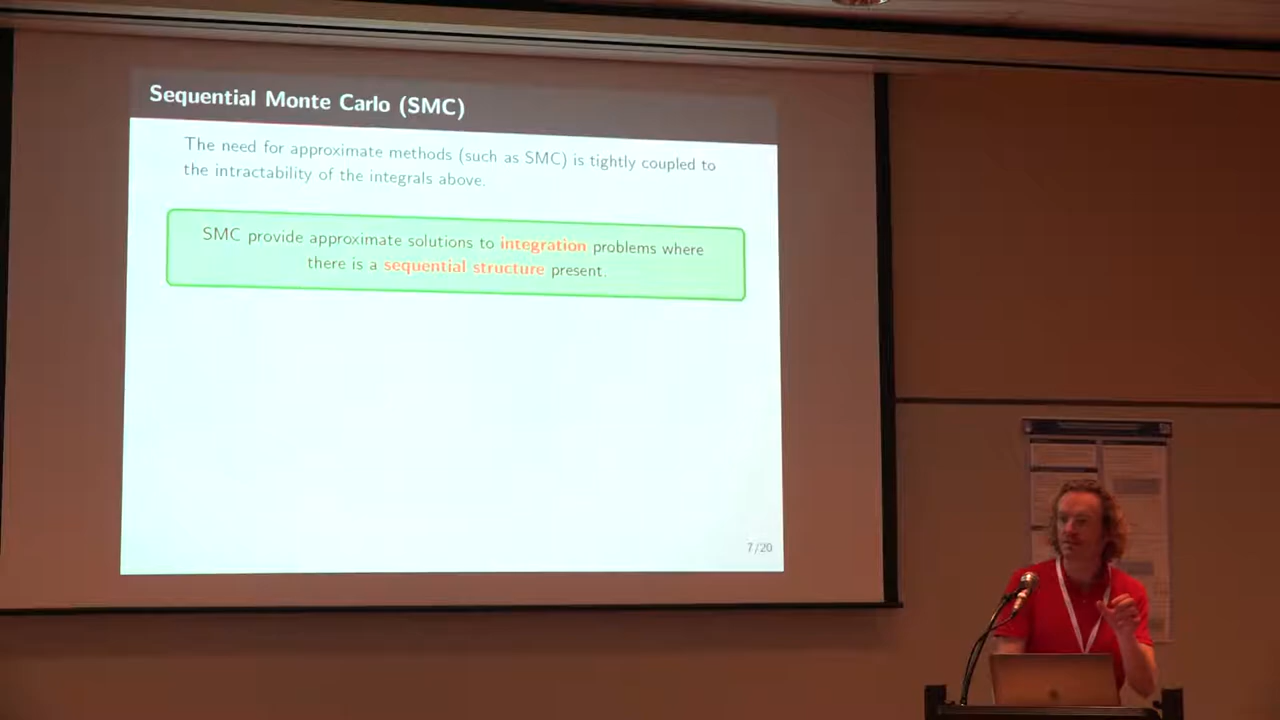 Sequential Monte Carlo (SMC)
The need for approximate methods (such as SMC) is tightly coupled to
the intractability of the integrals above.
SMC provide approximate solutions to integration problems where
there is a sequential structure present.
7/20